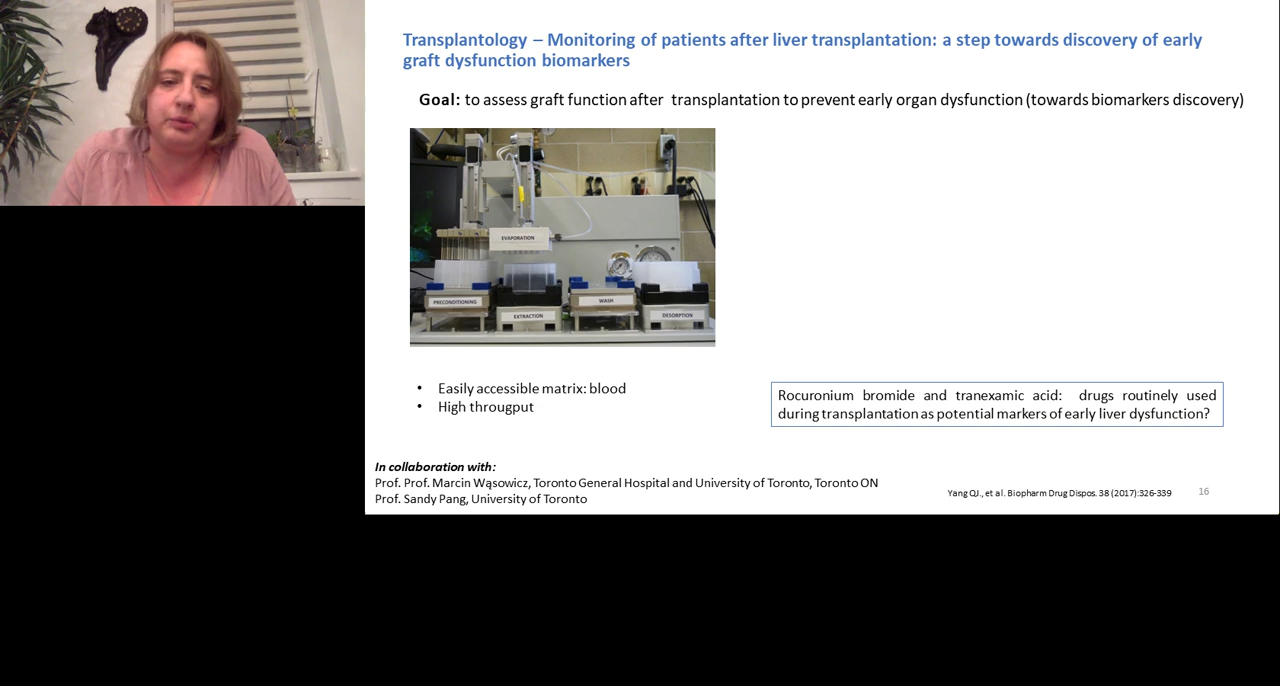 Transplantology – Monitoring of patients after liver transplantation: a step towards discovery of early
graft dysfunction biomarkers
Goal: to assess graft function after transplantation to prevent early organ dysfunction (towards biomarkers discovery)
EVAPORATION
PRECONDITIONING
EXTRACTION
WASH
DESORPTION
• Easily accessible matrix: blood
• High througput
Rocuronium bromide and tranexamic acid: drugs routinely used
during transplantation as potential markers of early liver dysfunction?
In collaboration with:
Prof. Prof. Marcin Wąsowicz, Toronto General Hospital and University of Toronto, Toronto ON
Prof. Sandy Pang, University of Toronto
Yang QJ., et al. Biopharm Drug Dispos. 38 (2017):326-339
16